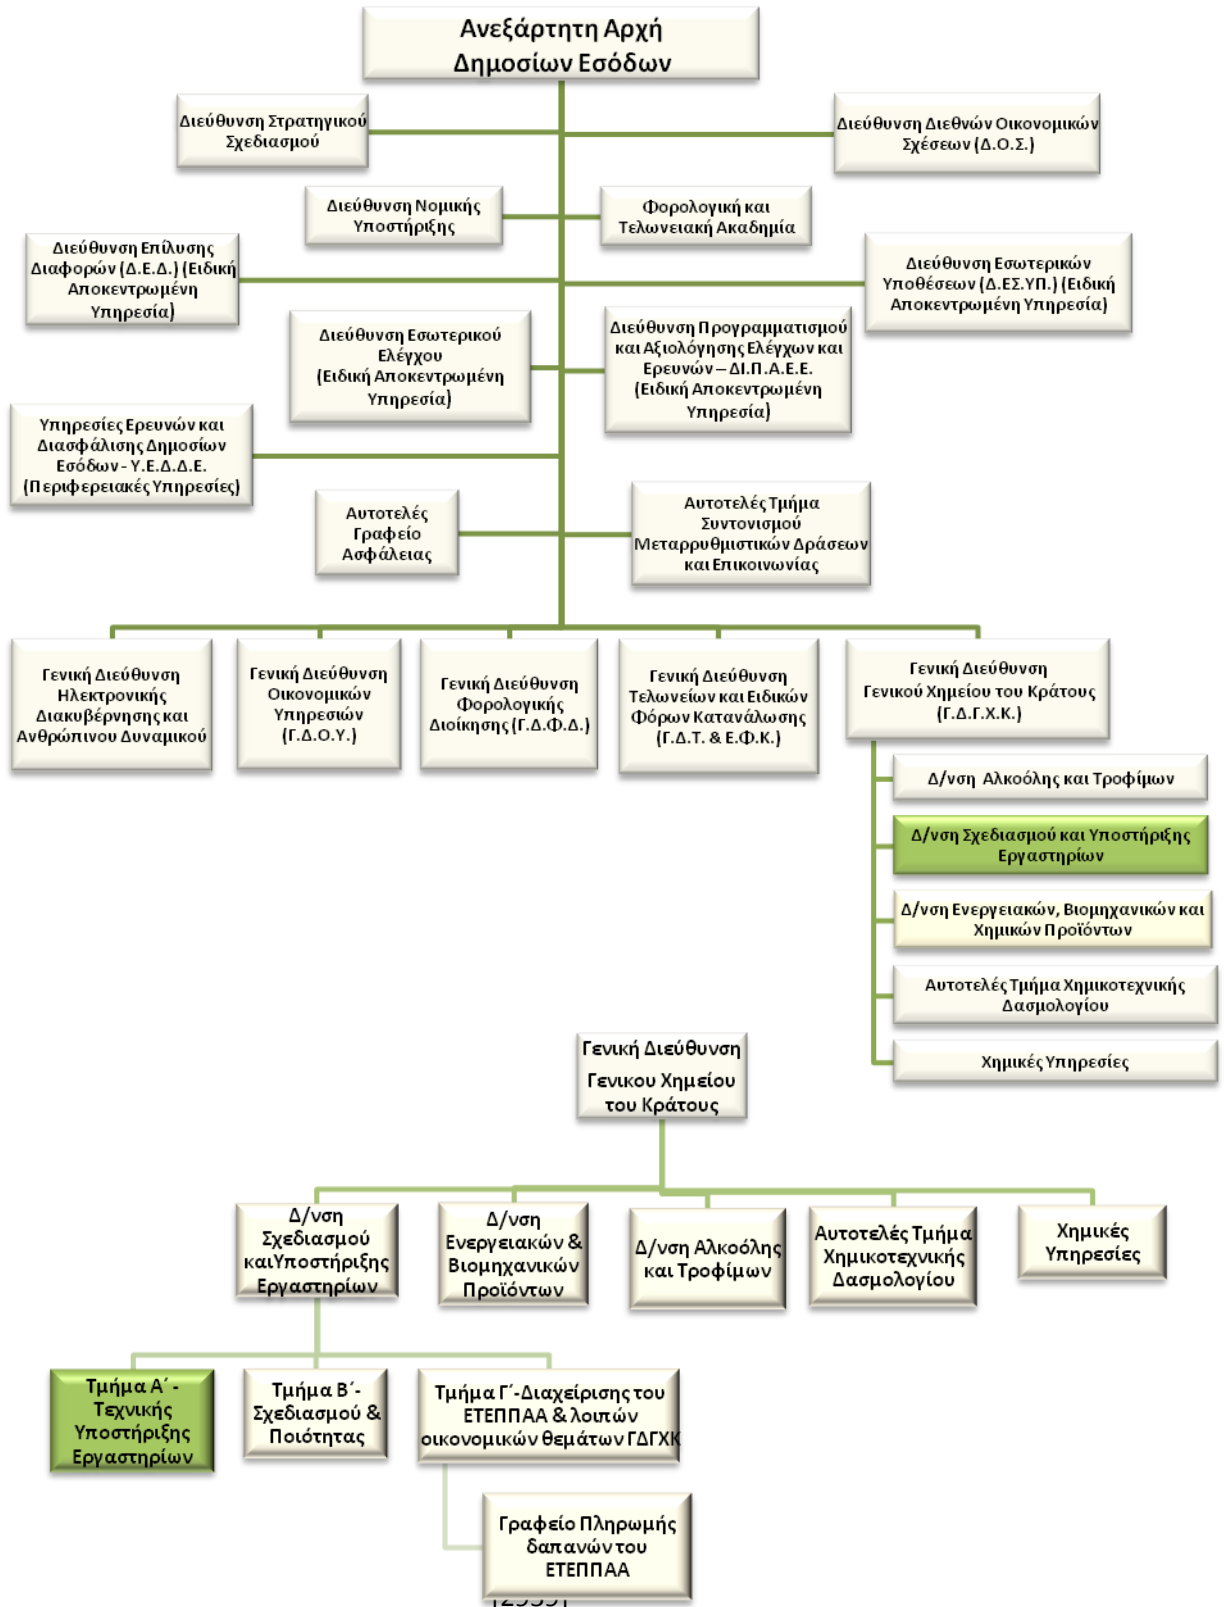 Ανεξάρτητη Αρχή
Δημοσίων Εσόδων
Διεύθυνση Στρατηγικού
Σχεδιασμού
Διεύθυνση Διεθνών Οικονομικών
Σχέσεων (Δ.Ο.Σ.)
Διεύθυνση Νομικής
Υποστήριξης
Φορολογική και
Τελωνειακή Ακαδημία
Διεύθυνση Επίλυσης
Διαφορών (Δ.Ε.Δ.) (Ειδική
Αποκεντρωμένη
Υπηρεσία)
Διεύθυνση Εσωτερικών
Υποθέσεων (Δ.ΕΣ.ΥΠ.) (Ειδική
Αποκεντρωμένη Υπηρεσία)
Διεύθυνση Εσωτερικού
Ελέγχου
(Ειδική Αποκεντρωμένη
Υπηρεσία)
Διεύθυνση Προγραμματισμού
και Αξιολόγησης Ελέγχων και
Ερευνών – ΔΙ.Π.Α.Ε.Ε.
(Ειδική Αποκεντρωμένη
Υπηρεσία)
Υπηρεσίες Ερευνών και
Διασφάλισης Δημοσίων
Εσόδων - Υ.Ε.Δ.Δ.Ε.
(Περιφερειακές Υπηρεσίες)
Αυτοτελές
Γραφείο
Ασφάλειας
Αυτοτελές Τμήμα
Συντονισμού
Μεταρρυθμιστικών Δράσεων
και Επικοινωνίας
Γενική Διεύθυνση
Ηλεκτρονικής
Διακυβέρνησης και
Ανθρώπινου Δυναμικού
Γενική Διεύθυνση
Οικονομικών
Υπηρεσιών
(Γ.Δ.Ο.Υ.)
Γενική Διεύθυνση
Φορολογικής
Διοίκησης (Γ.Δ.Φ.Δ.)
Γενική Διεύθυνση
Τελωνείων και Ειδικών
Φόρων Κατανάλωσης
(Γ.Δ.Τ. & Ε.Φ.Κ.)
Γενική Διεύθυνση
Γενικού Χημείου του Κράτους
(Γ.Δ.Γ.Χ.Κ.)
Δ/νση Αλκοόλης και Τροφίμων
Δ/νση Σχεδιασμού και Υποστήριξης
Εργαστηρίων
Δ/νση Ενεργειακών, Βιομηχανικών και
Χημικών Προϊόντων
Αυτοτελές Τμήμα Χημικοτεχνικής
Δασμολογίου
Χημικές Υπηρεσίες
Γενική Διεύθυνση
Γενικου Χημείου
του Κράτους
Δ/νση
Σχεδιασμού
καιΥποστήριξης
Εργαστηρίων
Δ/νση
Ενεργειακών &
Βιομηχανικών
Προϊόντων
Δ/νση Αλκοόλης
και Τροφίμων
Αυτοτελές Τμήμα
Χημικοτεχνικής
Δασμολογίου
Χημικές
Υπηρεσίες
Τμήμα Α΄ -
Τεχνικής
Υποστήριξης
Εργαστηρίων
Τμήμα Β΄-
Σχεδιασμού &
Ποιότητας
Τμήμα Γ΄-Διαχείρισης του
ΕΤΕΠΠΑΑ & λοιπών
οικονομικών θεμάτων ΓΔΓΧΚ
Γραφείο Πληρωμής
δαπανών του
ΕΤΕΠΠΑΑ